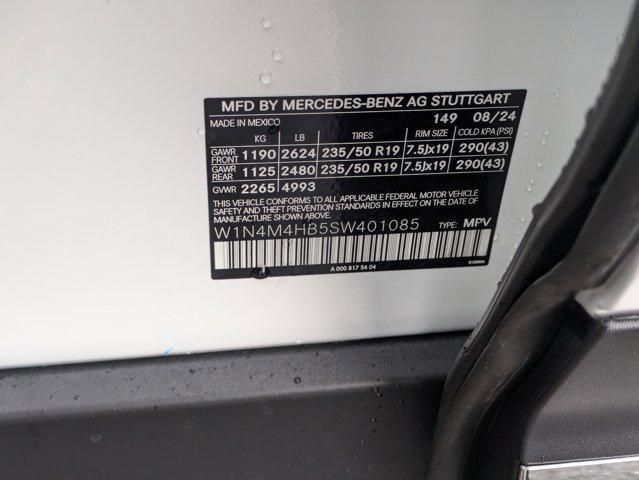 MFD BY MERCEDES-BENZ AG STUTTGART
MADE IN MEXICO 149 08/24
KG LB TIRES RIM SIZE COLD KPA (PSI)
GAWR FRONT 1190 2624 235/50 R19 7.5Jx19 290(43)
GAWR REAR 1125 2480 235/50 R19 7.5Jx19 290(43)
GVWR 2265 4993
THIS VEHICLE CONFORMS TO ALL APPLICABLE FEDERAL MOTOR VEHICLE
SAFETY AND THEFT PREVENTION STANDARDS IN EFFECT ON THE DATE OF
MANUFACTURE SHOWN ABOVE.
W1N4M4HB5SW401085 TYPE: MPV
A 000 817 54 04